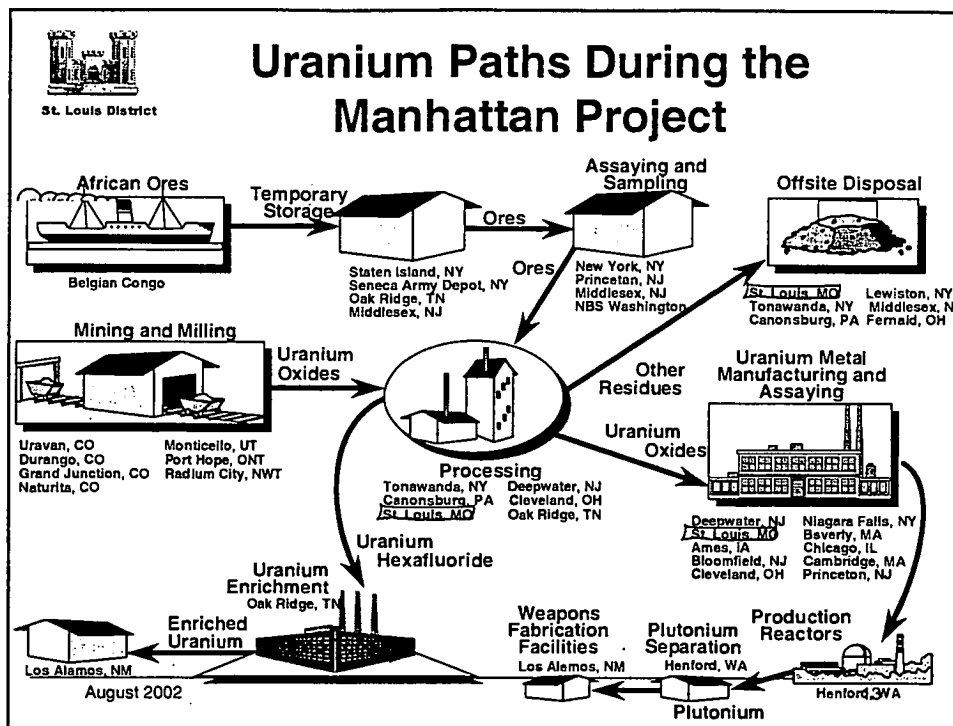 Uranium Paths During the
Manhattan Project
St. Louis District
African Ores
Belgian Congo
Temporary
Storage
Staten Island, NY
Seneca Army Depot, NY
Oak Ridge, TN
Middlesex, NJ
Ores
Assaying and
Sampling
New York, NY
Princeton, NJ
Middlesex, NJ
NBS Washington
Ores
Offsite Disposal
St. Louis, MO
Tonawanda, NY
Canonsburg, PA
Lewiston, NY
Middlesex, N
Fernald, OH
Mining and Milling
Uravan, CO
Durango, CO
Grand Junction, CO
Naturita, CO
Monticello, UT
Port Hope, ONT
Radium City, NWT
Uranium
Oxides
Processing
Tonawanda, NY
Canonsburg, PA
St. Louis, MO
Deepwater, NJ
Cleveland, OH
Oak Ridge, TN
Other
Residues
Uranium
Oxides
Uranium Metal
Manufacturing and
Assaying
Deepwater, NJ
St. Louis, MO
Ames, IA
Bloomfield, NJ
Cleveland, OH
Niagara Falls, NY
Beverly, MA
Chicago, IL
Cambridge, MA
Princeton, NJ
Uranium
Hexafluoride
Uranium
Enrichment
Oak Ridge, TN
Enriched
Uranium
Los Alamos, NM
Weapons
Fabrication
Facilities
Los Alamos, NM
Plutonium
Separation
Henford, WA
Production
Reactors
Henford, WA
3
Plutonium
August 2002